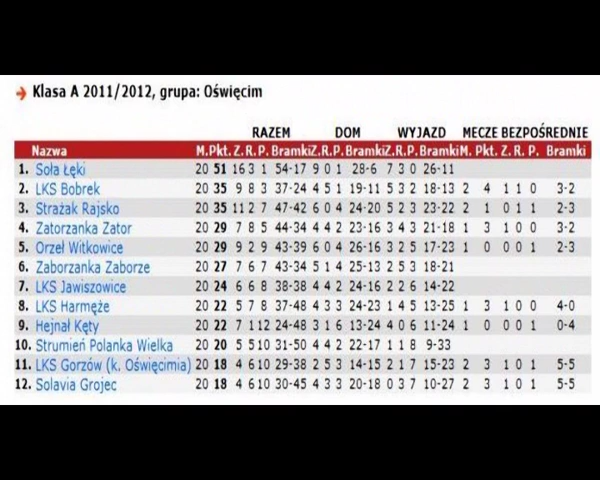 Klasa A 2011/2012, grupa: Oświęcim
RAZEM DOM WYJAZD MECZE BEZPOŚREDNIE
Nazwa M. Pkt. Z. R. P. Bramki Z. R. P. Bramki Z. R. P. Bramki M. Pkt. Z. R. P. Bramki
1. Soła Łęki 20 51 16 3 1 54-17 9 0 1 28-6 7 3 0 26-11
2. LKS Bobrek 20 35 9 8 3 37-24 4 5 1 19-11 5 3 2 18-13 2 4 1 1 0 3-2
3. Strażak Rajsko 20 35 11 2 7 47-42 6 0 4 24-20 5 2 3 23-22 2 1 0 1 1 2-3
4. Zatorzanka Zator 20 29 7 8 5 34-34 4 4 2 23-16 3 4 3 21-18 1 3 1 0 0 3-2
5. Orzeł Witkowice 20 29 9 2 9 43-39 6 0 4 26-16 3 2 5 17-23 1 0 0 0 1 2-3
6. Zaborzanka Zaborze 20 27 7 6 7 43-34 5 1 4 25-13 2 5 3 18-21
7. LKS Jawiszowice 20 24 6 6 8 38-38 4 4 2 24-16 2 2 6 14-22
8. LKS Harmęże 20 22 5 7 8 37-48 4 3 3 24-23 1 4 5 13-25 1 3 1 0 0 4-0
9. Hejnał Kęty 20 22 7 1 12 24-48 3 1 6 13-24 4 0 6 11-24 1 0 0 0 1 0-4
10. Strumień Polanka Wielka 20 20 5 5 10 31-50 4 4 2 22-17 1 1 8 9-33
11. LKS Gorzów (k. Oświęcimia) 20 18 4 6 10 29-38 2 5 3 14-15 2 1 7 15-23 2 3 1 0 1 5-5
12. Solavia Grojec 20 18 4 6 10 30-45 4 3 3 20-18 0 3 7 10-27 2 3 1 0 1 5-5